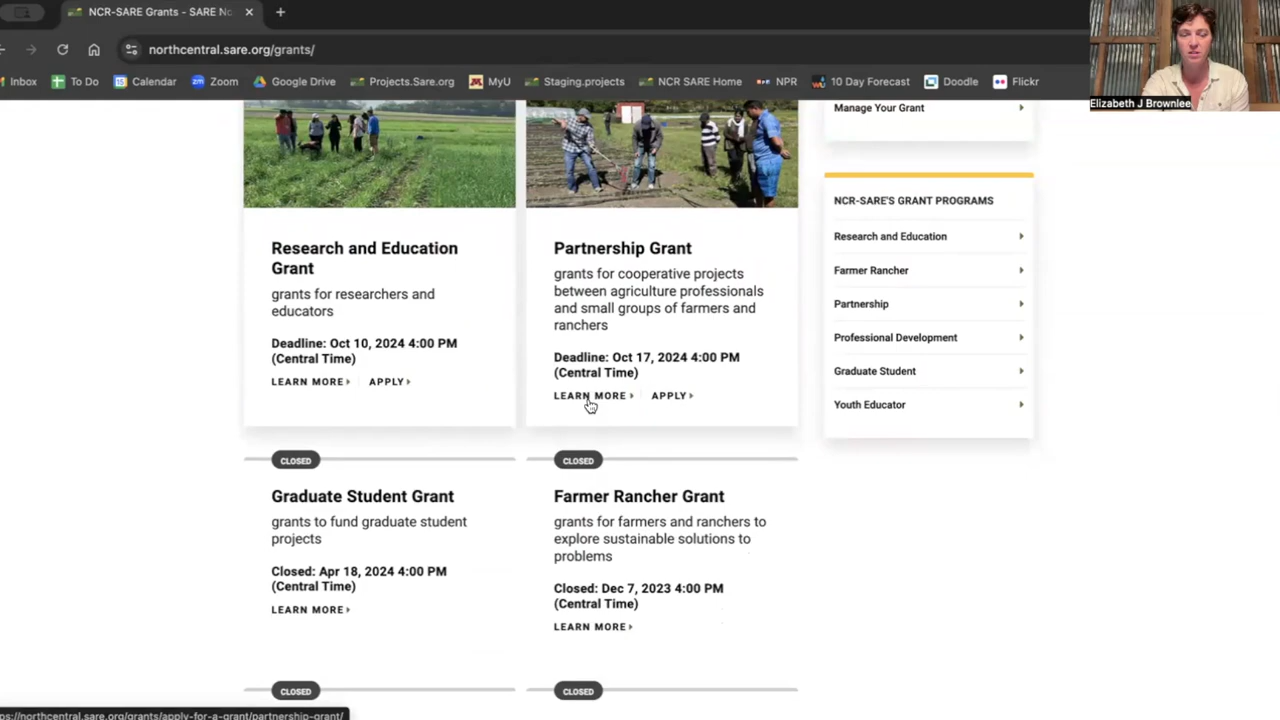 NCR-SARE Grants - SARE Nc
northcentral.sare.org/grants/
Inbox
To Do
Calendar
Zoom
Google Drive
Projects.Sare.org
MyU
Staging.projects
NCR SARE Home
NPR
10 Day Forecast
Doodle
Flickr
Elizabeth J Brownlee
Manage Your Grant
Research and Education
Grant
grants for researchers and
educators
Deadline: Oct 10, 2024 4:00 PM
(Central Time)
LEARN MORE
APPLY
Partnership Grant
grants for cooperative projects
between agriculture professionals
and small groups of farmers and
ranchers
Deadline: Oct 17, 2024 4:00 PM
(Central Time)
LEARN MORE
APPLY
NCR-SARE'S GRANT PROGRAMS
Research and Education
Farmer Rancher
Partnership
Professional Development
Graduate Student
Youth Educator
CLOSED
Graduate Student Grant
grants to fund graduate student
projects
Closed: Apr 18, 2024 4:00 PM
(Central Time)
LEARN MORE
CLOSED
Farmer Rancher Grant
grants for farmers and ranchers to
explore sustainable solutions to
problems
Closed: Dec 7, 2023 4:00 PM
(Central Time)
LEARN MORE
CLOSED
CLOSED
ps://northcentral.sare.org/grants/apply-for-a-grant/partnership-grant/